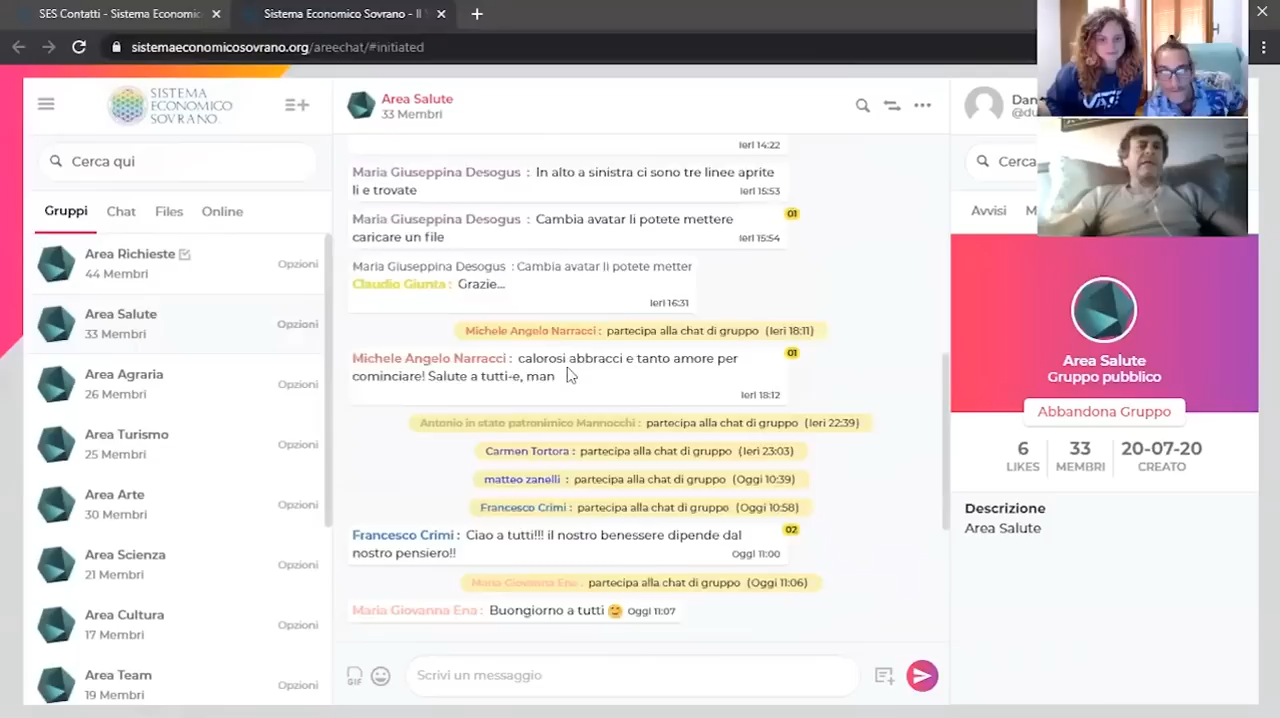 SES Contatti - Sistema Economic
Sistema Economico Sovrano - Il
sistemaeconomicosovrano.org/areechat/#initiated
SISTEMA
ECONOMICO
SOVRANO
Cerca qui
Gruppi
Chat
Files
Online
Area Richieste
44 Membri
Opzioni
Area Salute
33 Membri
Opzioni
Area Agraria
26 Membri
Opzioni
Area Turismo
25 Membri
Opzioni
Area Arte
30 Membri
Opzioni
Area Scienza
21 Membri
Opzioni
Area Cultura
17 Membri
Opzioni
Area Team
19 Membri
Opzioni
Area Salute
33 Membri
Ieri 14:22
Maria Giuseppina Desogus : In alto a sinistra ci sono tre linee aprite
li e trovate
Ieri 15:53
Maria Giuseppina Desogus : Cambia avatar li potete mettere
01
caricare un file
Ieri 15:54
Maria Giuseppina Desogus : Cambia avatar li potete metter
Claudio Giunta : Grazie...
Ieri 16:31
Michele Angelo Narracci : partecipa alla chat di gruppo (Ieri 18:11)
Michele Angelo Narracci : calorosi abbracci e tanto amore per
01
cominciare! Salute a tutti-e, man
Ieri 18:12
Antonio in stato patronimico Mannocchi : partecipa alla chat di gruppo (Ieri 22:39)
Carmen Tortora : partecipa alla chat di gruppo (Ieri 23:03)
matteo zanelli : partecipa alla chat di gruppo (Oggi 10:39)
Francesco Crimi : partecipa alla chat di gruppo (Oggi 10:58)
Francesco Crimi : Ciao a tutti!!! il nostro benessere dipende dal
02
nostro pensiero!!
Oggi 11:00
Maria Giovanna Ena : partecipa alla chat di gruppo (Oggi 11:06)
Maria Giovanna Ena : Buongiorno a tutti 😊 Oggi 11:07
GIF
Scrivi un messaggio
Dan
@du
Cerca
Avvisi
M
Area Salute
Gruppo pubblico
Abbandona Gruppo
6
LIKES
33
MEMBRI
20-07-20
CREATO
Descrizione
Area Salute